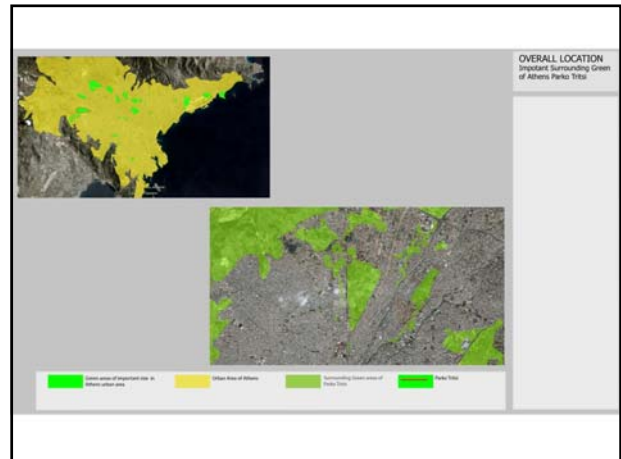 OVERALL LOCATION
Impotant Surrounding Green
of Athens Parko Tritsi
Green areas of important size in
Athens urban area
Urban Area of Athens
Surrounding Green areas of
Parko Tritsi
Parko Tritsi